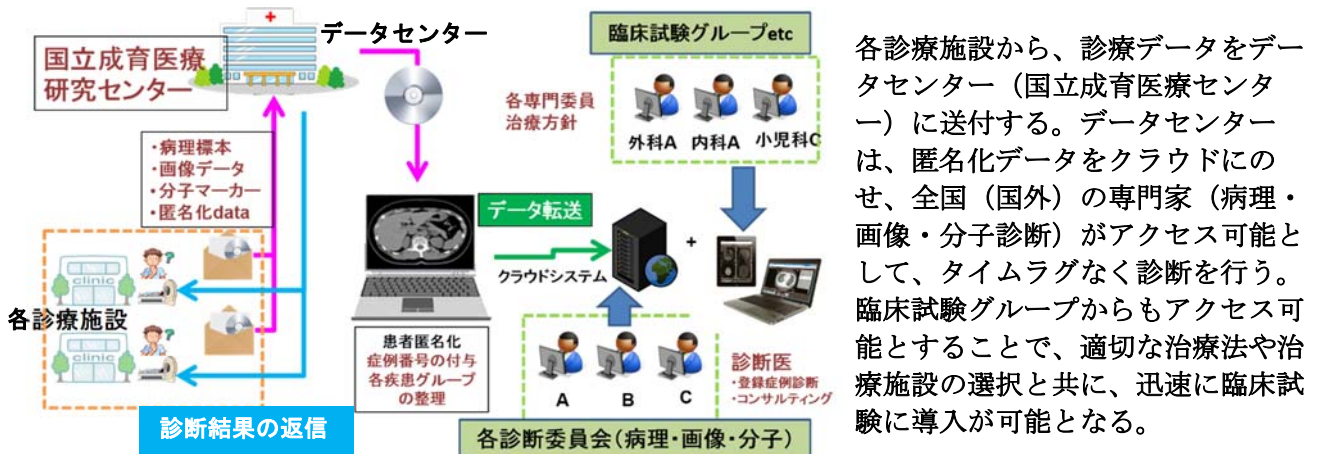 データセンター
国立成育医療
研究センター
・病理標本
・画像データ
・分子マーカー
・匿名化data
clinic
各診療施設
clinic
診断結果の返信
患者匿名化
症例番号の付与
各疾患グループ
の整理
データ転送
クラウドシステム
+
臨床試験グループetc
各専門委員
治療方針
外科A 内科A 小児科C
A B C
診断医
・登録症例診断
・コンサルティング
各診断委員会(病理・画像・分子)
各診療施設から、診療データをデー
タセンター（国立成育医療センタ
ー）に送付する。データセンター
は、匿名化データをクラウドにの
せ、全国（国外）の専門家（病理・
画像・分子診断）がアクセス可能と
して、タイムラグなく診断を行う。
臨床試験グループからもアクセス可
能とすることで、適切な治療法や治
療施設の選択と共に、迅速に臨床試
験に導入が可能となる。